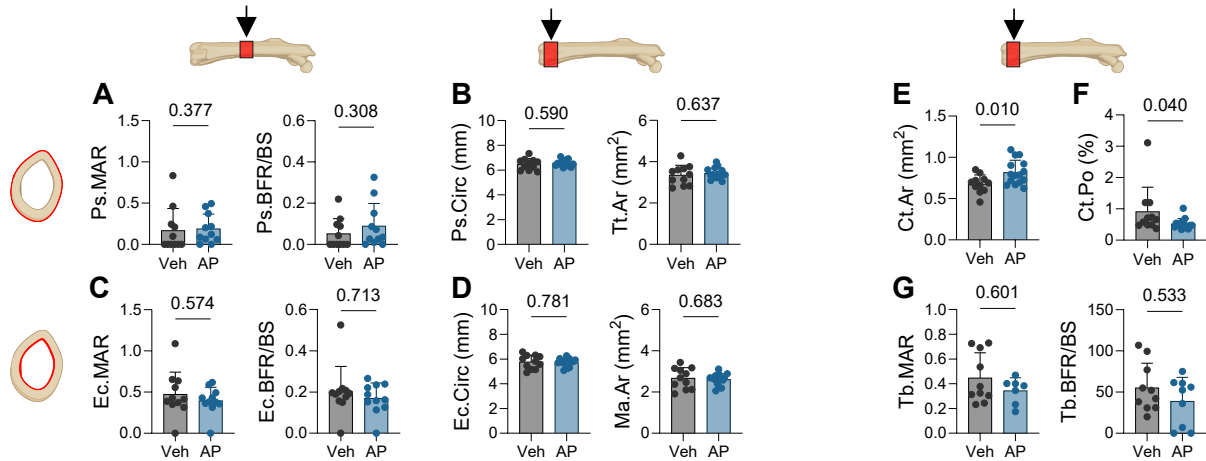 A
0.377
Ps.MAR
1.5
1.0
0.5
0.0
Veh AP
0.308
Ps.BFR/BS
0.6
0.4
0.2
0.0
Veh AP
B
0.590
Ps.Circ (mm)
10
8
6
4
2
0
Veh AP
0.637
Tt.Ar (mm²)
6
4
2
0
Veh AP
E
0.010
Ct.Ar (mm²)
1.5
1.0
0.5
0.0
Veh AP
F
0.040
Ct.Po (%)
4
3
2
1
0
Veh AP
C
0.574
Ec.MAR
1.5
1.0
0.5
0.0
Veh AP
0.713
Ec.BFR/BS
0.6
0.4
0.2
0.0
Veh AP
D
0.781
Ec.Circ (mm)
10
8
6
4
2
0
Veh AP
0.683
Ma.Ar (mm²)
6
4
2
0
Veh AP
G
0.601
Tb.MAR
1.0
0.8
0.6
0.4
0.2
0.0
Veh AP
0.533
Tb.BFR/BS
150
100
50
0
Veh AP